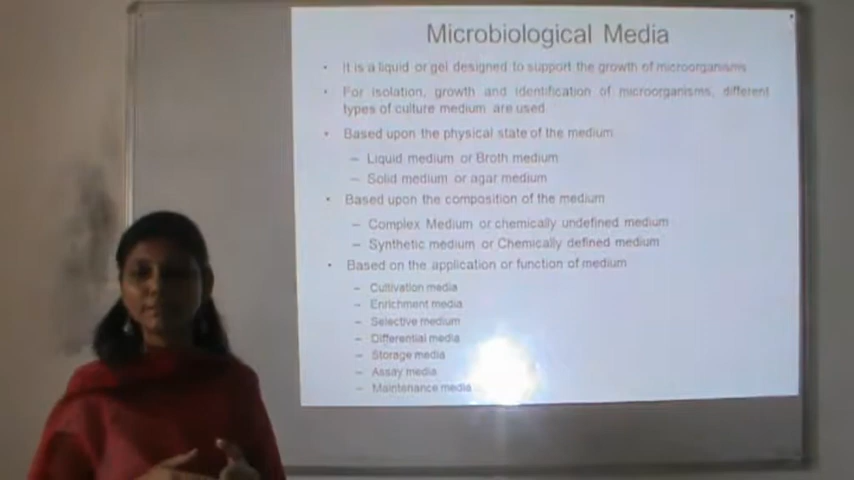 Microbiological Media
• It is a liquid or gel designed to support the growth of microorganisms
• For isolation, growth and identification of microorganisms, different
types of culture medium are used
• Based upon the physical state of the medium
– Liquid medium or Broth medium
– Solid medium or agar medium
• Based upon the composition of the medium
– Complex Medium or chemically undefined medium
– Synthetic medium or Chemically defined medium
• Based on the application or function of medium
– Cultivation media
– Enrichment media
– Selective medium
– Differential media
– Storage media
– Assay media
– Maintenance media